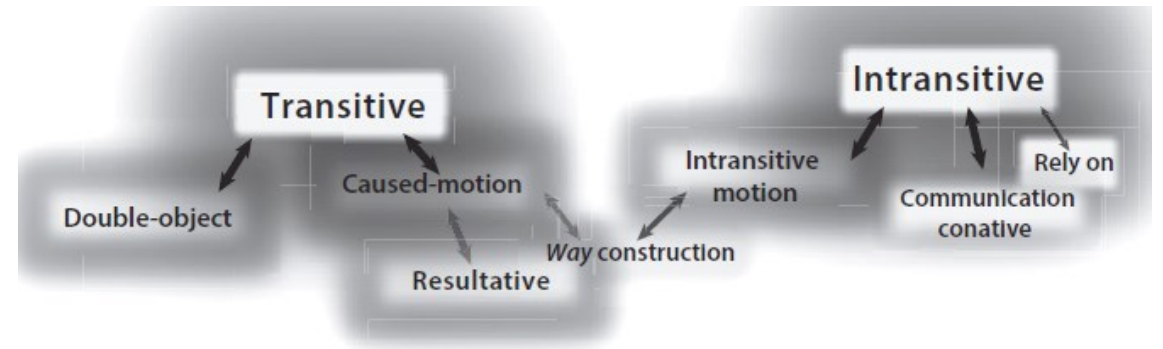 Transitive
Intransitive
Double-object
Caused-motion
Resultative
Way construction
Intransitive
motion
Communication
conative
Rely on